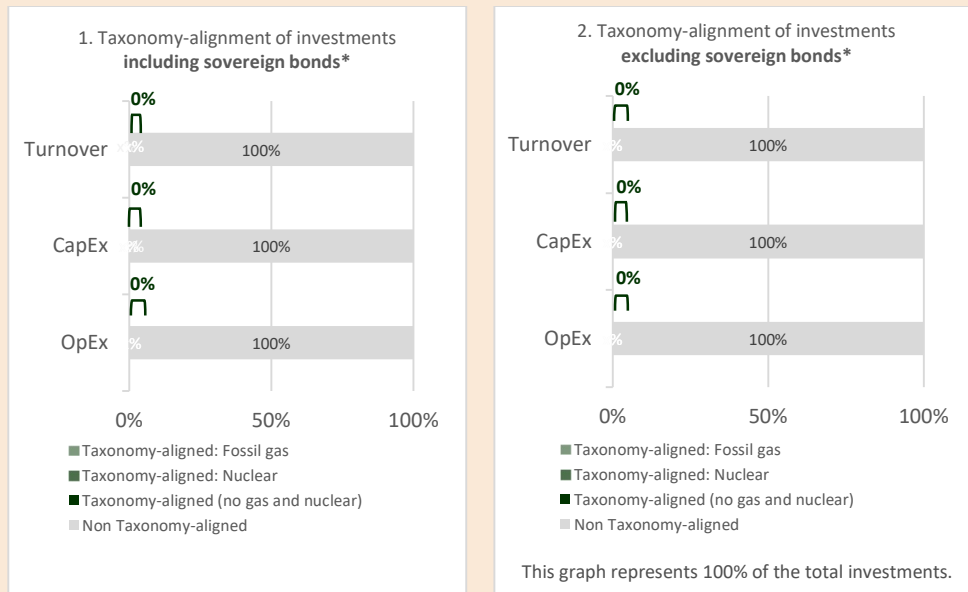 1. Taxonomy-alignment of investments
including sovereign bonds*
0%
Turnover
100%
0%
CapEx
100%
0%
OpEx
%
100%
0%
50%
100%
Taxonomy-aligned: Fossil gas
Taxonomy-aligned: Nuclear
Taxonomy-aligned (no gas and nuclear)
Non Taxonomy-aligned
2. Taxonomy-alignment of investments
excluding sovereign bonds*
0%
Turnover
%
100%
0%
CapEx
%
100%
0%
OpEx
%
100%
0%
50%
100%
Taxonomy-aligned: Fossil gas
Taxonomy-aligned: Nuclear
Taxonomy-aligned (no gas and nuclear)
Non Taxonomy-aligned
This graph represents 100% of the total investments.